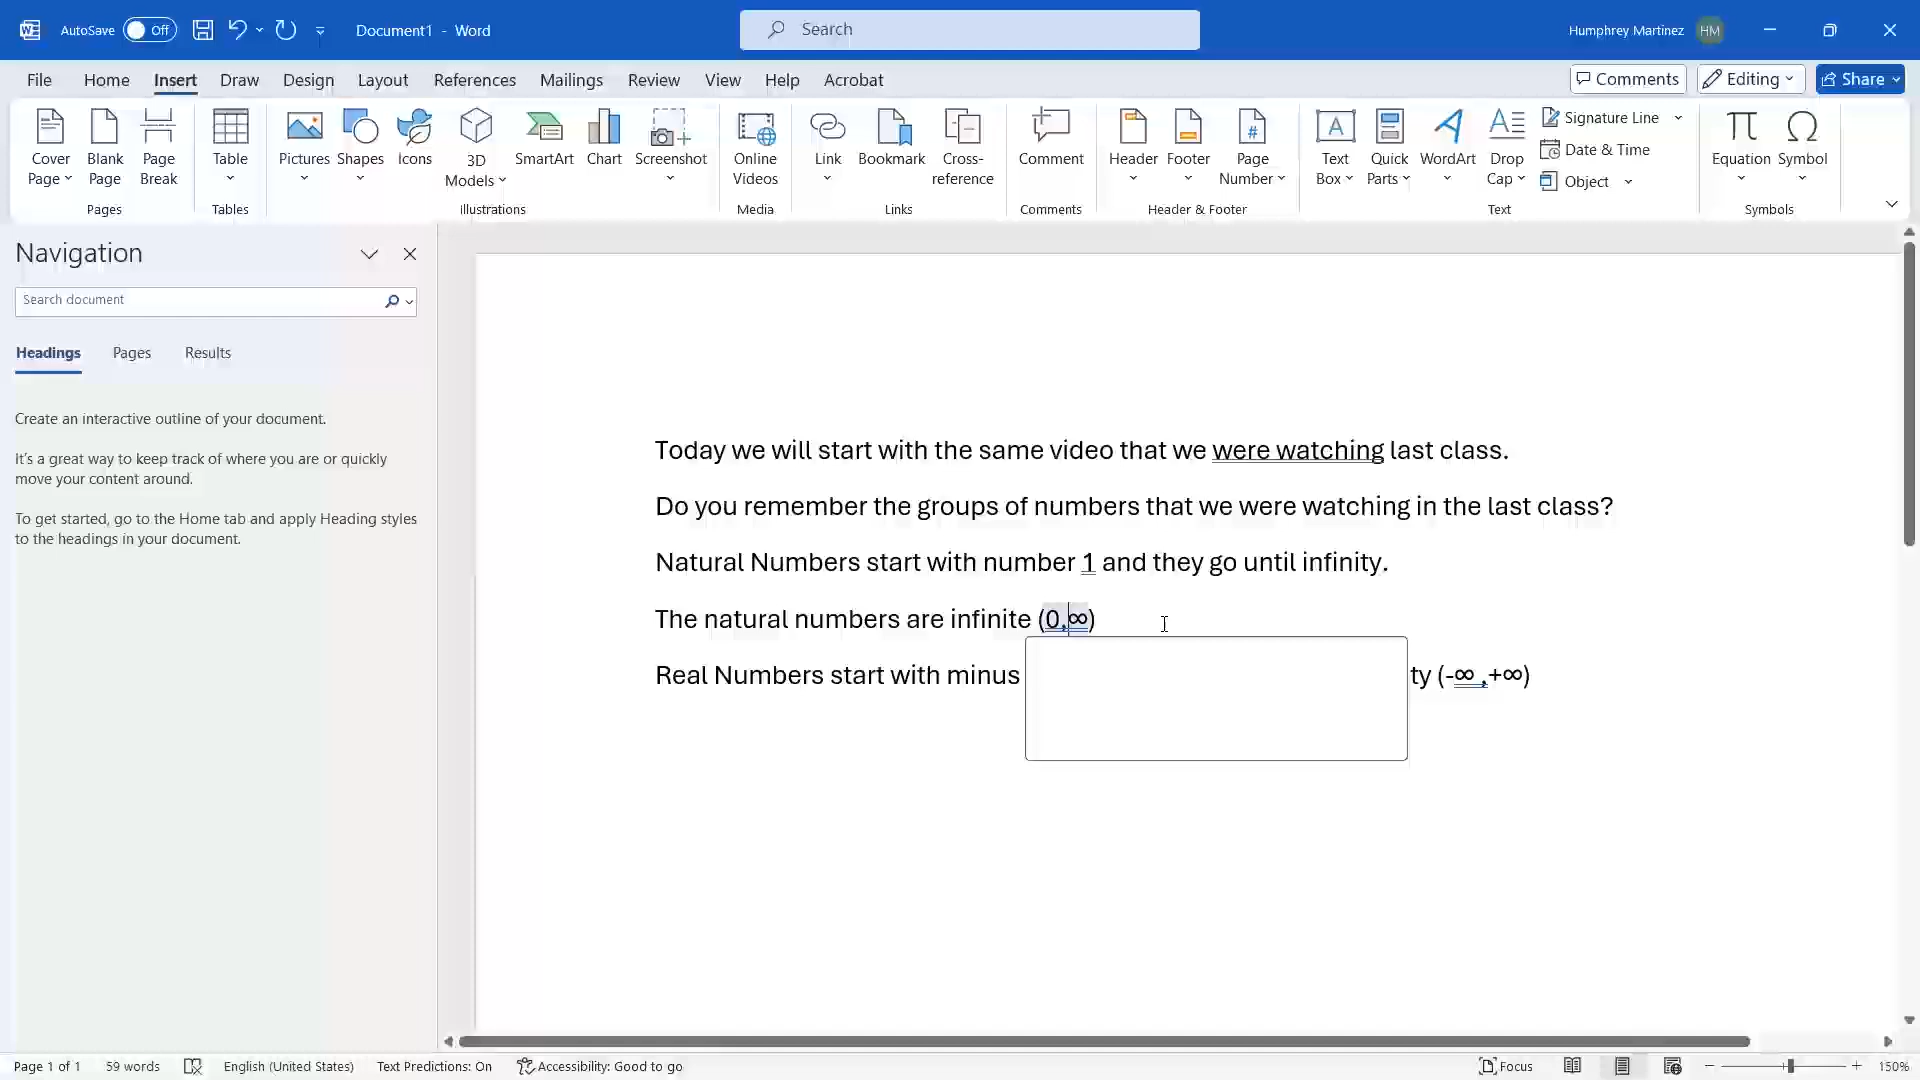 AutoSave Off Document1 - Word Search Humphrey Martinez HM
File Home Insert Draw Design Layout References Mailings Review View Help Acrobat Comments Editing Share
Cover Page Blank Page Page Break Table Pictures Shapes Icons 3D Models SmartArt Chart Screenshot Online Videos Link Bookmark Cross-reference Comment Header Footer Page Number Text Box Quick Parts WordArt Drop Cap Signature Line Date & Time Object Equation Symbol
Pages Tables Illustrations Media Links Comments Header & Footer Text Symbols
Navigation
Search document
Headings Pages Results
Create an interactive outline of your document.
It's a great way to keep track of where you are or quickly
move your content around.
To get started, go to the Home tab and apply Heading styles
to the headings in your document.
Today we will start with the same video that we were watching last class.
Do you remember the groups of numbers that we were watching in the last class?
Natural Numbers start with number 1 and they go until infinity.
The natural numbers are infinite (0,∞)
Real Numbers start with minus ty (-∞ ,+∞)
Page 1 of 1 59 words English (United States) Text Predictions: On Accessibility: Good to go Focus 150%